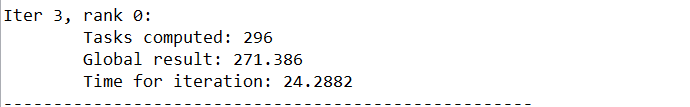 Iter 3, rank 0:
Tasks computed: 296
Global result: 271.386
Time for iteration: 24.2882
-----------------------------------------------------